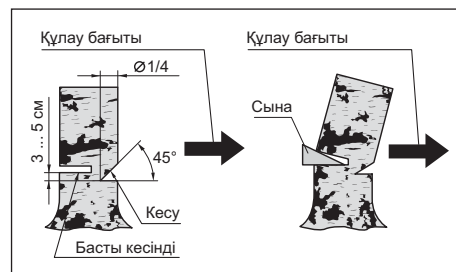 Құлау бағыты
Ø1/4
3 ... 5 см
45°
Кесу
Басты кесінді
Құлау бағыты
Сына